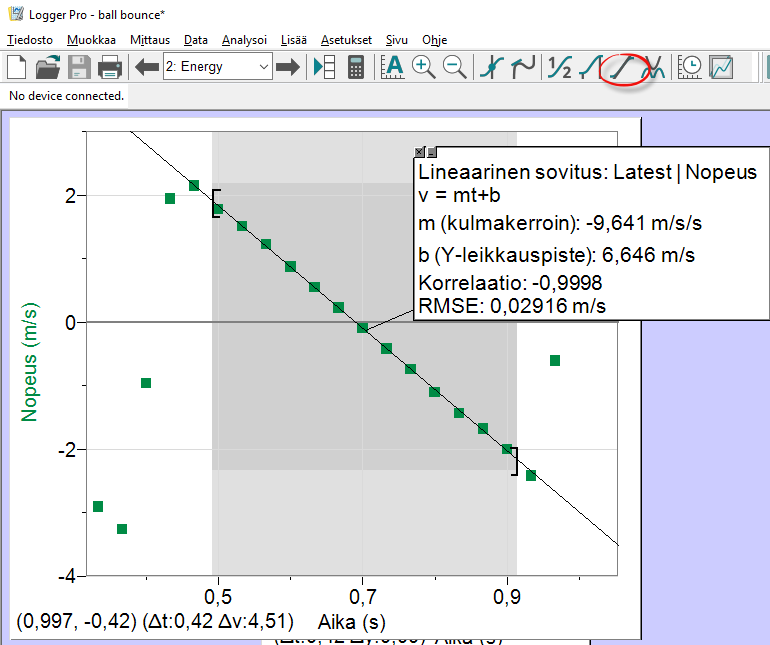 Logger Pro - ball bounce*
Tiedosto Muokkaa Mittaus Data Analysoi Lisää Asetukset Sivu Ohje
2: Energy
A
1/2
No device connected.
Lineaarinen sovitus: Latest | Nopeus
v = mt+b
m (kulmakerroin): -9,641 m/s/s
b (Y-leikkauspiste): 6,646 m/s
Korrelaatio: -0,9998
RMSE: 0,02916 m/s
Nopeus (m/s)
2
0
-2
-4
0,5 0,7 0,9
(0,997, -0,42) (Δt:0,42 Δv:4,51) Aika (s)